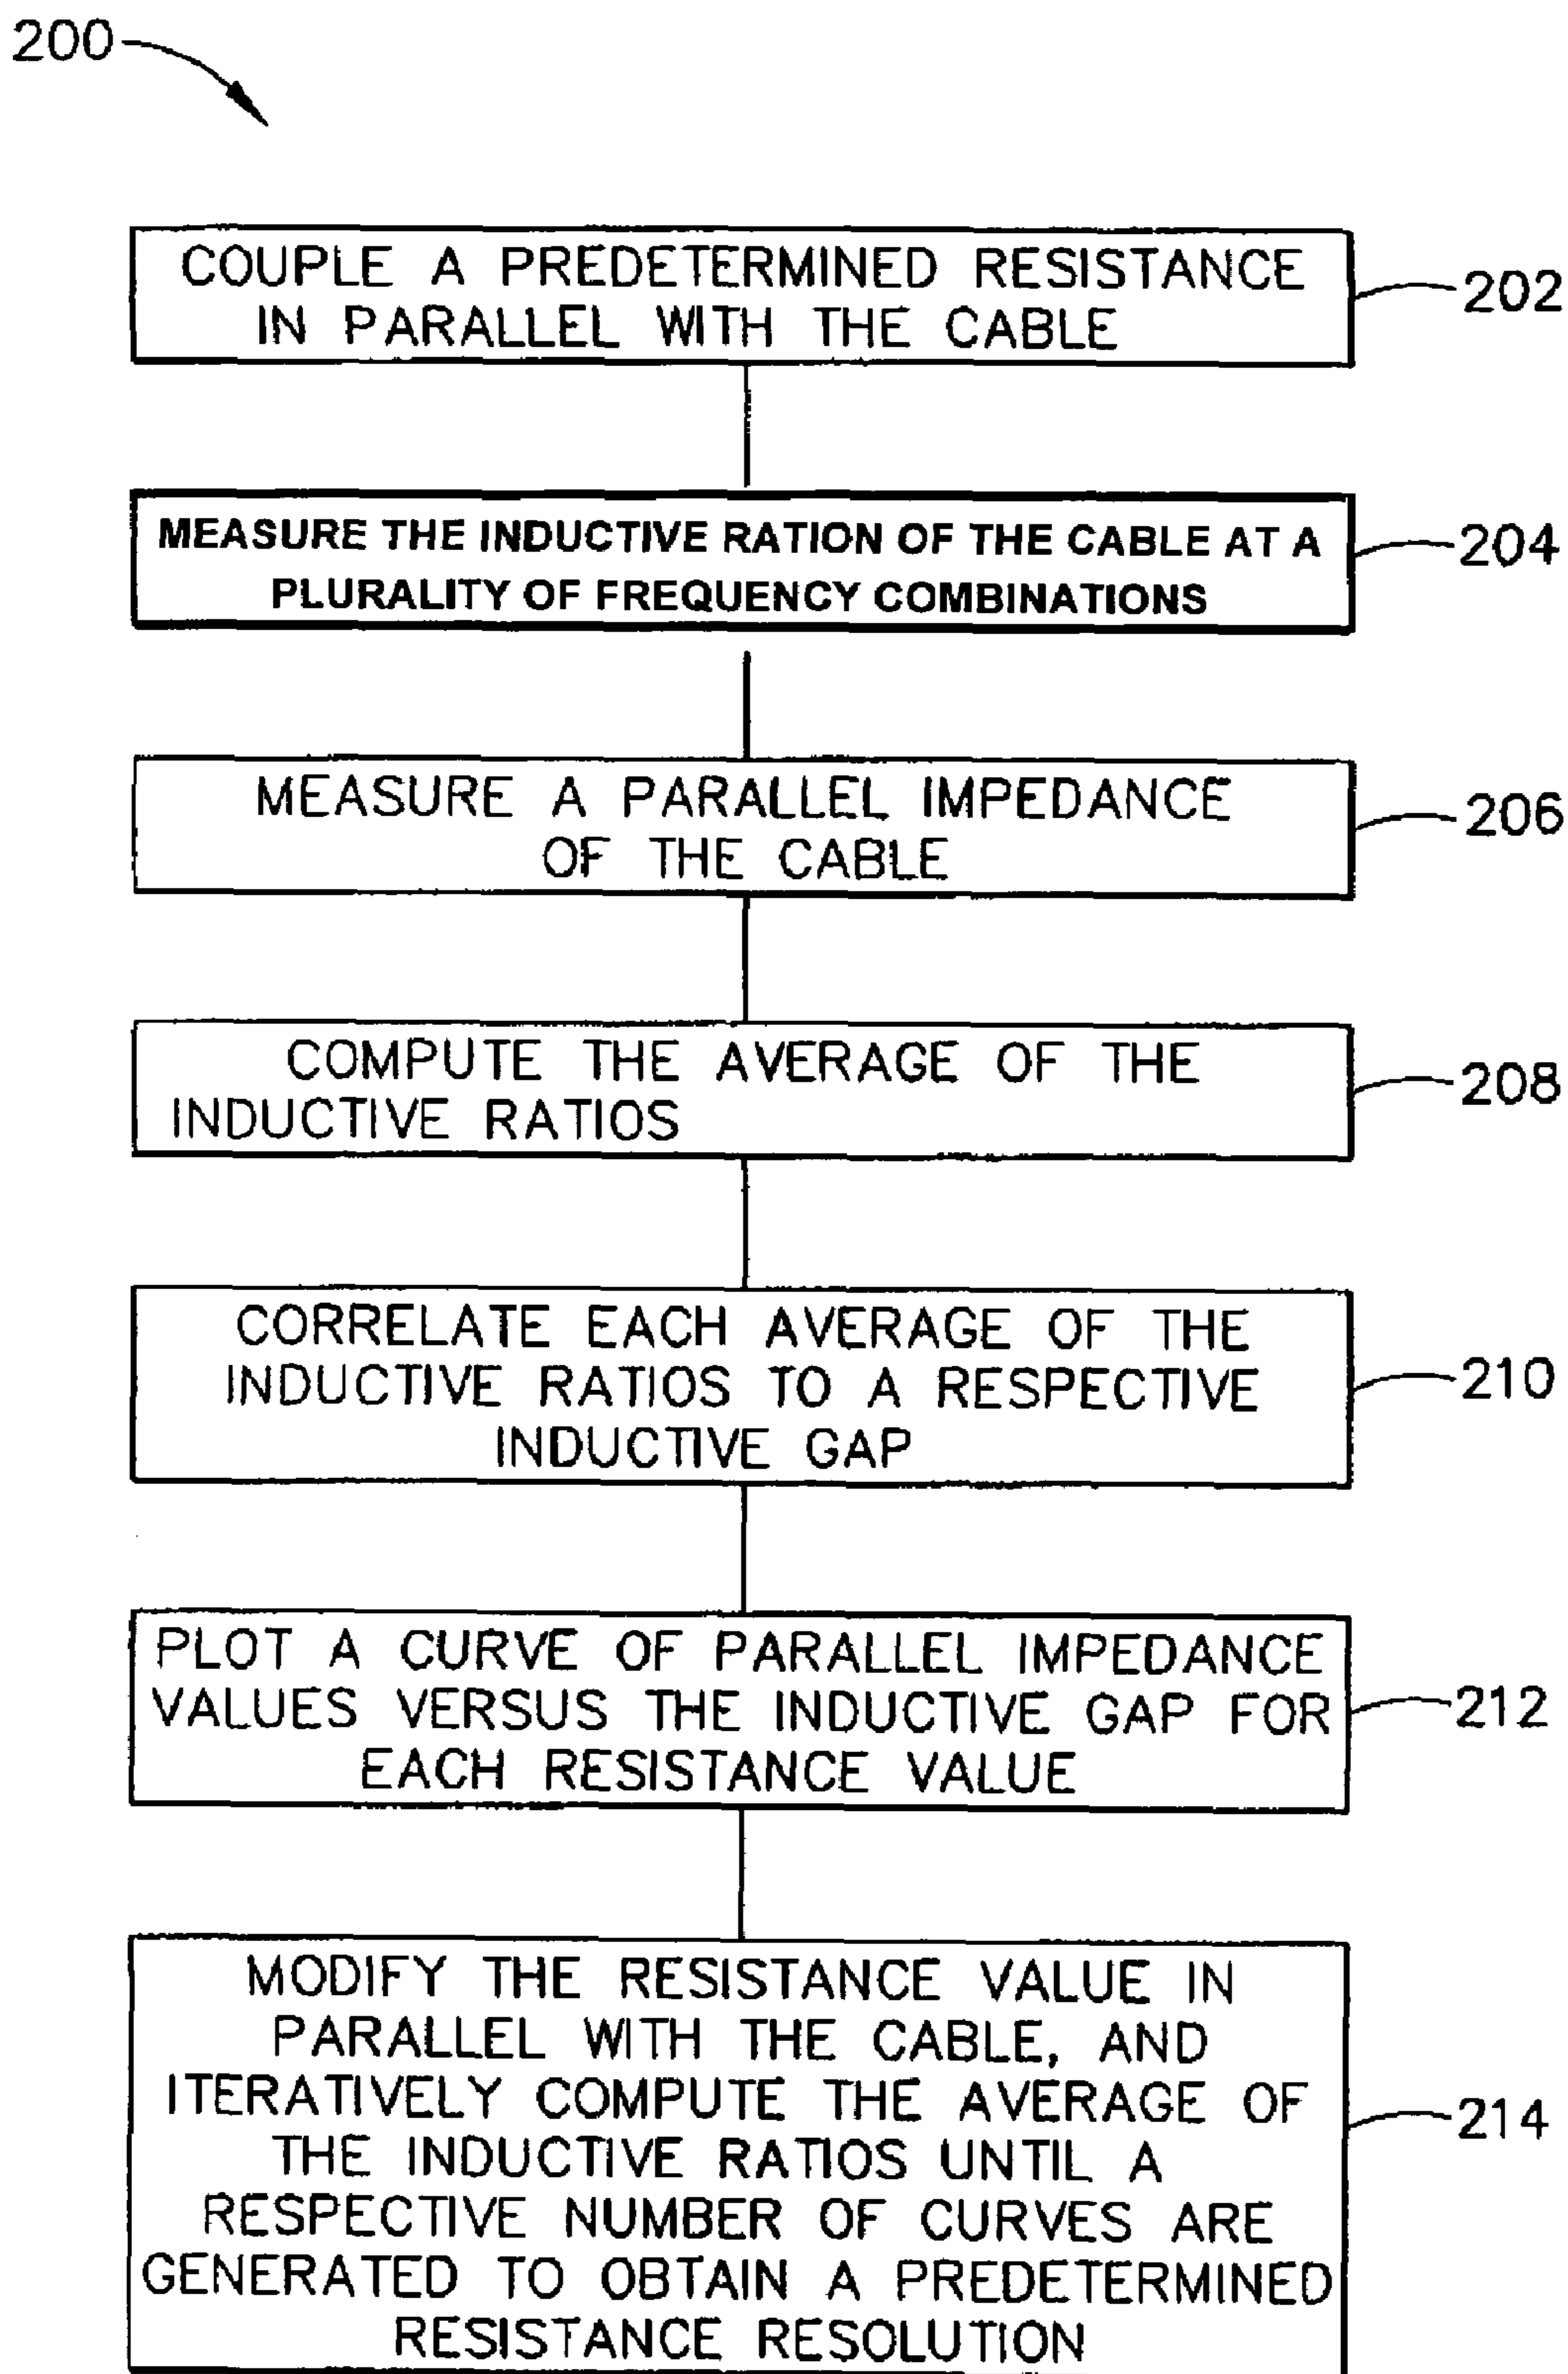 200
COUPLE A PREDETERMINED RESISTANCE
IN PARALLEL WITH THE CABLE
202
MEASURE THE INDUCTIVE RATION OF THE CABLE AT A
PLURALITY OF FREQUENCY COMBINATIONS
204
MEASURE A PARALLEL IMPEDANCE
OF THE CABLE
206
COMPUTE THE AVERAGE OF THE
INDUCTIVE RATIOS
208
CORRELATE EACH AVERAGE OF THE
INDUCTIVE RATIOS TO A RESPECTIVE
INDUCTIVE GAP
210
PLOT A CURVE OF PARALLEL IMPEDANCE
VALUES VERSUS THE INDUCTIVE GAP FOR
EACH RESISTANCE VALUE
212
MODIFY THE RESISTANCE VALUE IN
PARALLEL WITH THE CABLE, AND
ITERATIVELY COMPUTE THE AVERAGE OF
THE INDUCTIVE RATIOS UNTIL A
RESPECTIVE NUMBER OF CURVES ARE
GENERATED TO OBTAIN A PREDETERMINED
RESISTANCE RESOLUTION
214